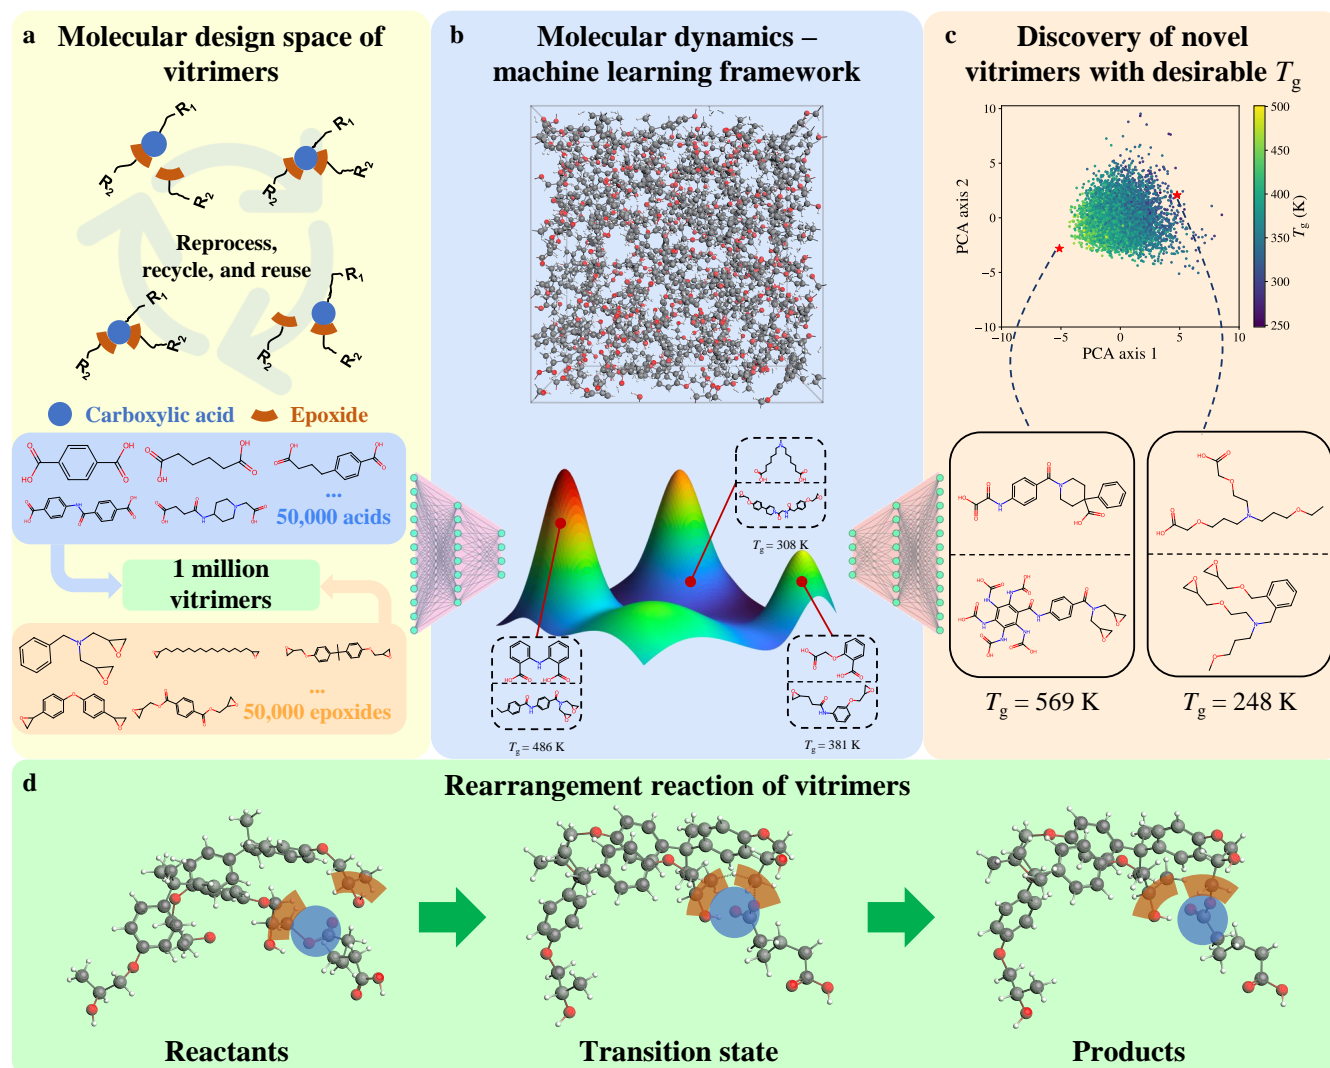 a
Molecular design space of
vitrimers
R1
R2
R2
R1
R2
R2
Reprocess,
recycle, and reuse
R1
R2
R2
R1
R2
R2
Carboxylic acid
Epoxide
...
50,000 acids
1 million
vitrimers
...
50,000 epoxides
b
Molecular dynamics –
machine learning framework
Tg = 308 K
Tg = 486 K
Tg = 381 K
c
Discovery of novel
vitrimers with desirable Tg
10
5
0
−5
−10
−10
−5
0
5
10
PCA axis 2
PCA axis 1
500
450
400
350
300
250
Tg (K)
Tg = 569 K
Tg = 248 K
d
Rearrangement reaction of vitrimers
Reactants
Transition state
Products